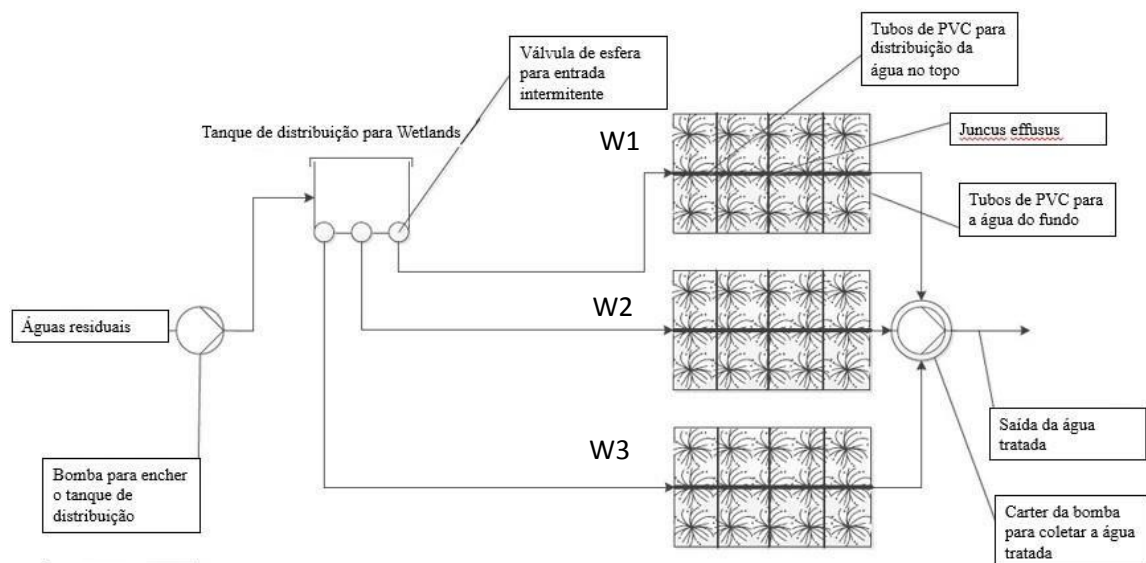 Tubos de PVC para
distribuição da
água no topo
Válvula de esfera
para entrada
intermitente
Tanque de distribuição para Wetlands
W1
Juncus effusus
Tubos de PVC para
a água do fundo
Águas residuais
W2
W3
Saída da água
tratada
Bomba para encher
o tanque de
distribuição
Carter da bomba
para coletar a água
tratada